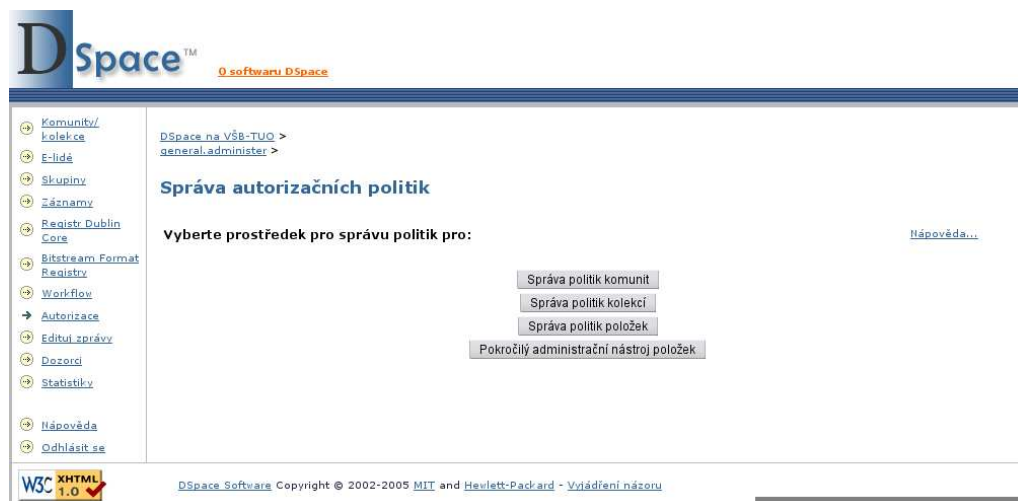 DSpace™
O softwaru DSpace
Komunity/
kolekce
E-lidé
Skupiny
Záznamy
Registr Dublin
Core
Bitstream Format
Registry
Workflow
Autorizace
Edituj zprávy
Dozorci
Statistiky
Nápověda
Odhlásit se
DSpace na VŠB-TUO >
general.administer >
Správa autorizačních politik
Vyberte prostředek pro správu politik pro:
Nápověda...
Správa politik komunit
Správa politik kolekcí
Správa politik položek
Pokročilý administrační nástroj položek
W3C XHTML
1.0
DSpace Software Copyright © 2002-2005 MIT and Hewlett-Packard - Vyjádření názoru